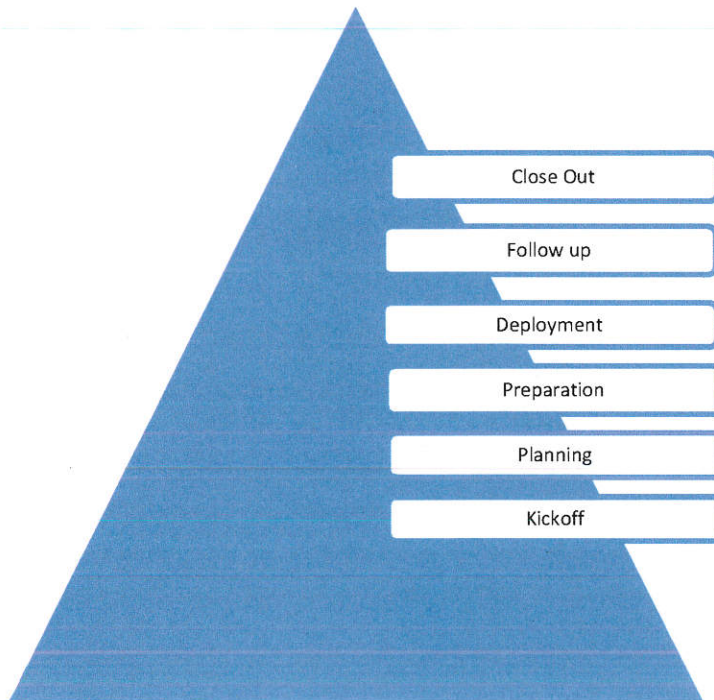 Close Out
Follow up
Deployment
Preparation
Planning
Kickoff